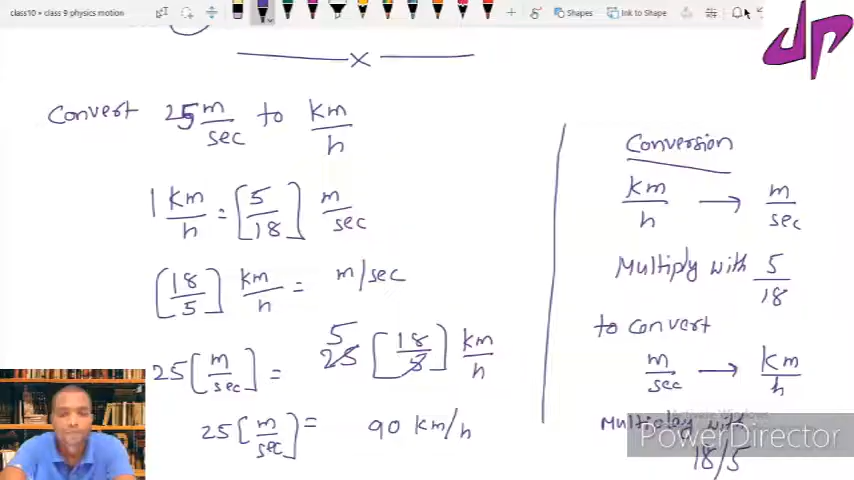 class10 » class 9 physics motion
Shapes
Ink to Shape
dp
x
Convert 25 m/sec to km/h
1 km/h = [5/18] m/sec
[18/5] km/h = m/sec
25 [m/sec] = 25 5 [18/5] km/h
25 [m/sec] = 90 km/h
Conversion
km/h → m/sec
Multiply with 5/18
to convert
m/sec → km/h
Multiplay with
18/5
PowerDirector